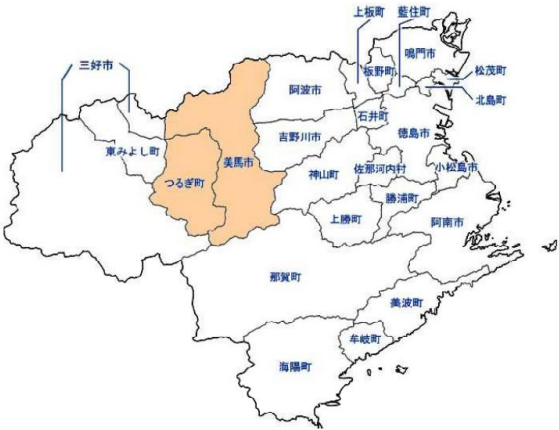 上板町
藍住町
鳴門市
三好市
板野町
松茂町
阿波市
北島町
石井町
吉野川市
徳島市
東みよし町
美馬市
佐那河内村
小松島市
つるぎ町
神山町
勝浦町
上勝町
阿南市
那賀町
美波町
牟岐町
海陽町